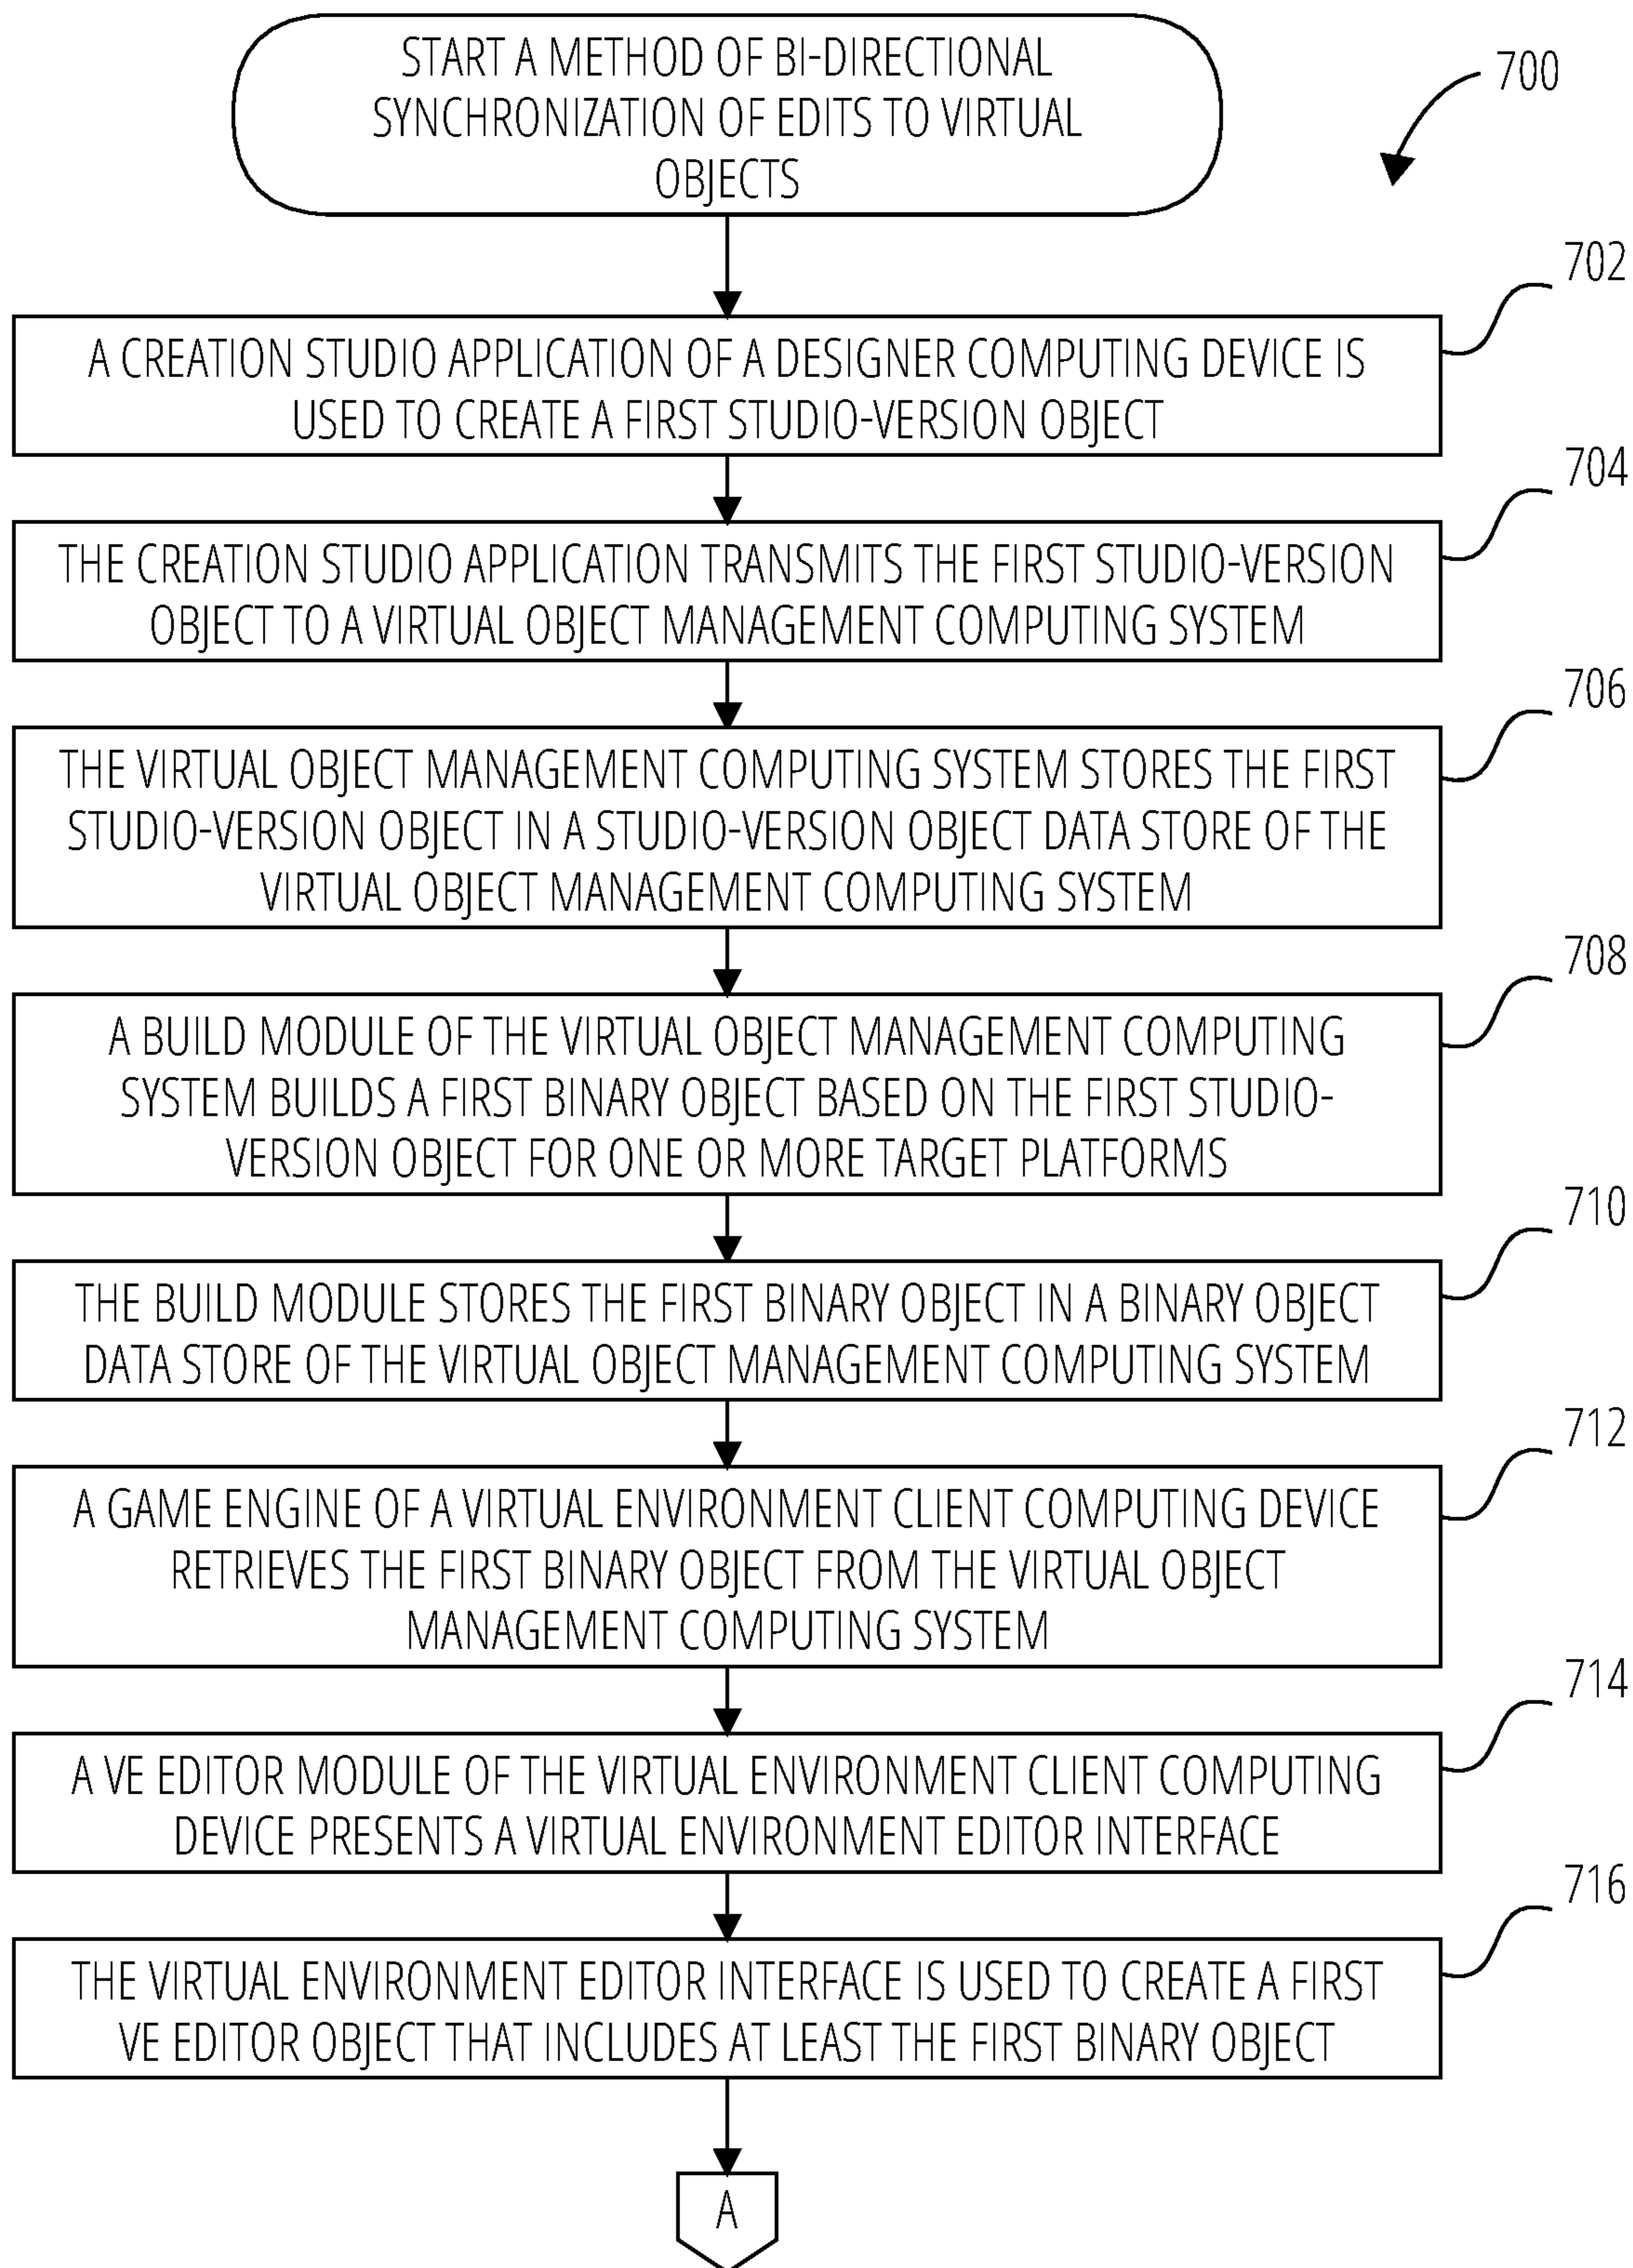 START A METHOD OF BI-DIRECTIONAL
SYNCHRONIZATION OF EDITS TO VIRTUAL
OBJECTS
700
702
A CREATION STUDIO APPLICATION OF A DESIGNER COMPUTING DEVICE IS
USED TO CREATE A FIRST STUDIO-VERSION OBJECT
704
THE CREATION STUDIO APPLICATION TRANSMITS THE FIRST STUDIO-VERSION
OBJECT TO A VIRTUAL OBJECT MANAGEMENT COMPUTING SYSTEM
706
THE VIRTUAL OBJECT MANAGEMENT COMPUTING SYSTEM STORES THE FIRST
STUDIO-VERSION OBJECT IN A STUDIO-VERSION OBJECT DATA STORE OF THE
VIRTUAL OBJECT MANAGEMENT COMPUTING SYSTEM
708
A BUILD MODULE OF THE VIRTUAL OBJECT MANAGEMENT COMPUTING
SYSTEM BUILDS A FIRST BINARY OBJECT BASED ON THE FIRST STUDIO-
VERSION OBJECT FOR ONE OR MORE TARGET PLATFORMS
710
THE BUILD MODULE STORES THE FIRST BINARY OBJECT IN A BINARY OBJECT
DATA STORE OF THE VIRTUAL OBJECT MANAGEMENT COMPUTING SYSTEM
712
A GAME ENGINE OF A VIRTUAL ENVIRONMENT CLIENT COMPUTING DEVICE
RETRIEVES THE FIRST BINARY OBJECT FROM THE VIRTUAL OBJECT
MANAGEMENT COMPUTING SYSTEM
714
A VE EDITOR MODULE OF THE VIRTUAL ENVIRONMENT CLIENT COMPUTING
DEVICE PRESENTS A VIRTUAL ENVIRONMENT EDITOR INTERFACE
716
THE VIRTUAL ENVIRONMENT EDITOR INTERFACE IS USED TO CREATE A FIRST
VE EDITOR OBJECT THAT INCLUDES AT LEAST THE FIRST BINARY OBJECT
A